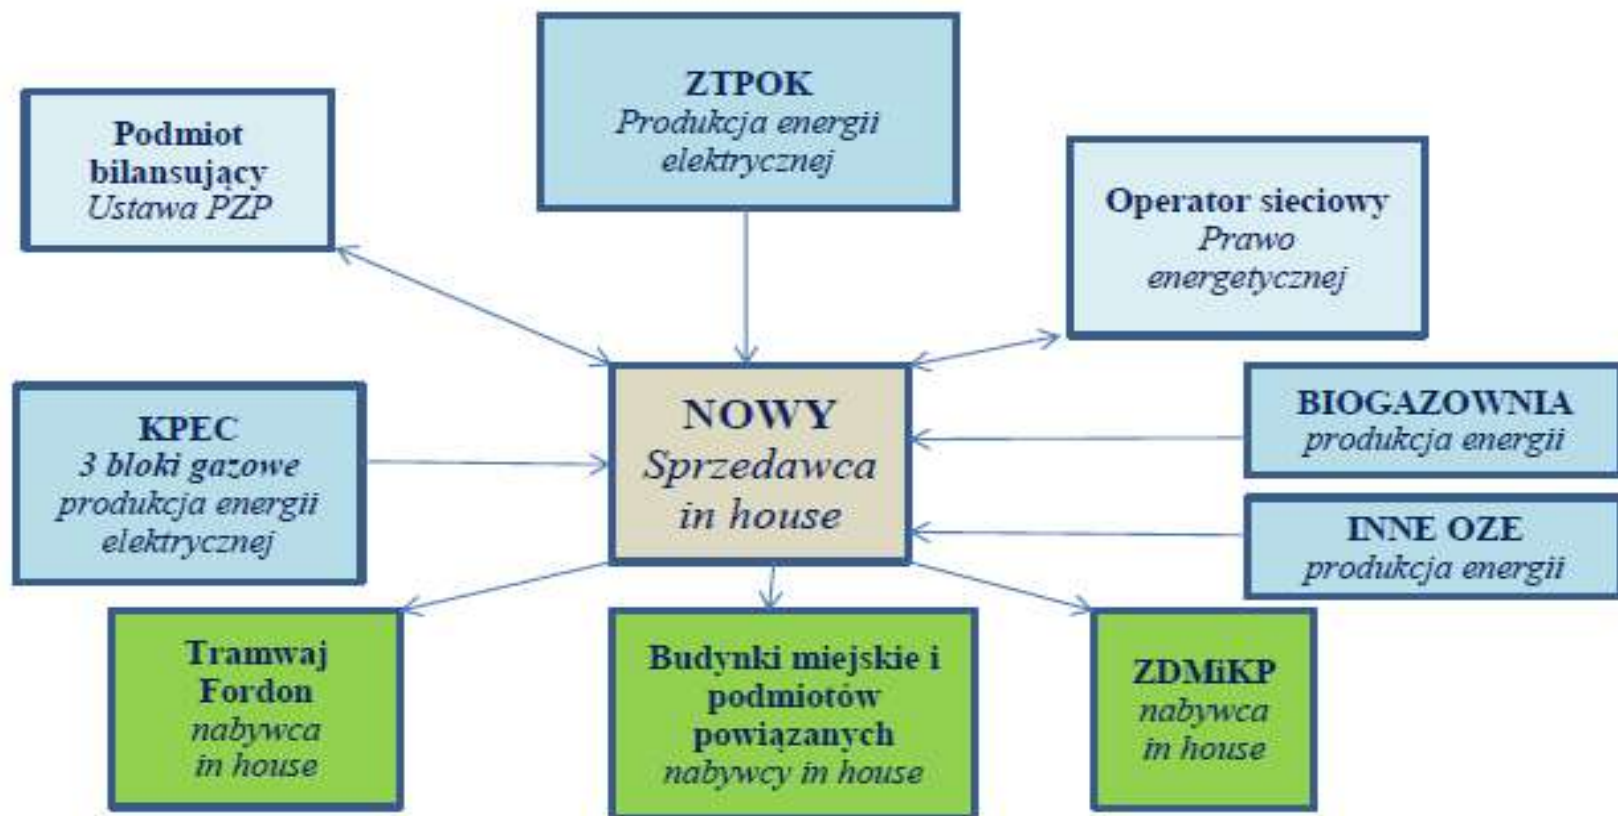 ZTPOK
Produkcja energii
elektrycznej
Podmiot
bilansujący
Ustawa PZP
Operator sieciowy
Prawo
energetycznej
KPEC
3 bloki gazowe
produkcja energii
elektrycznej
NOWY
Sprzedawca
in house
BIOGAZOWNIA
produkcja energii
INNE OZE
produkcja energii
Tramwaj
Fordon
nabywca
in house
Budynki miejskie i
podmiotów
powiązanych
nabywcy in house
ZDMiKP
nabywca
in house